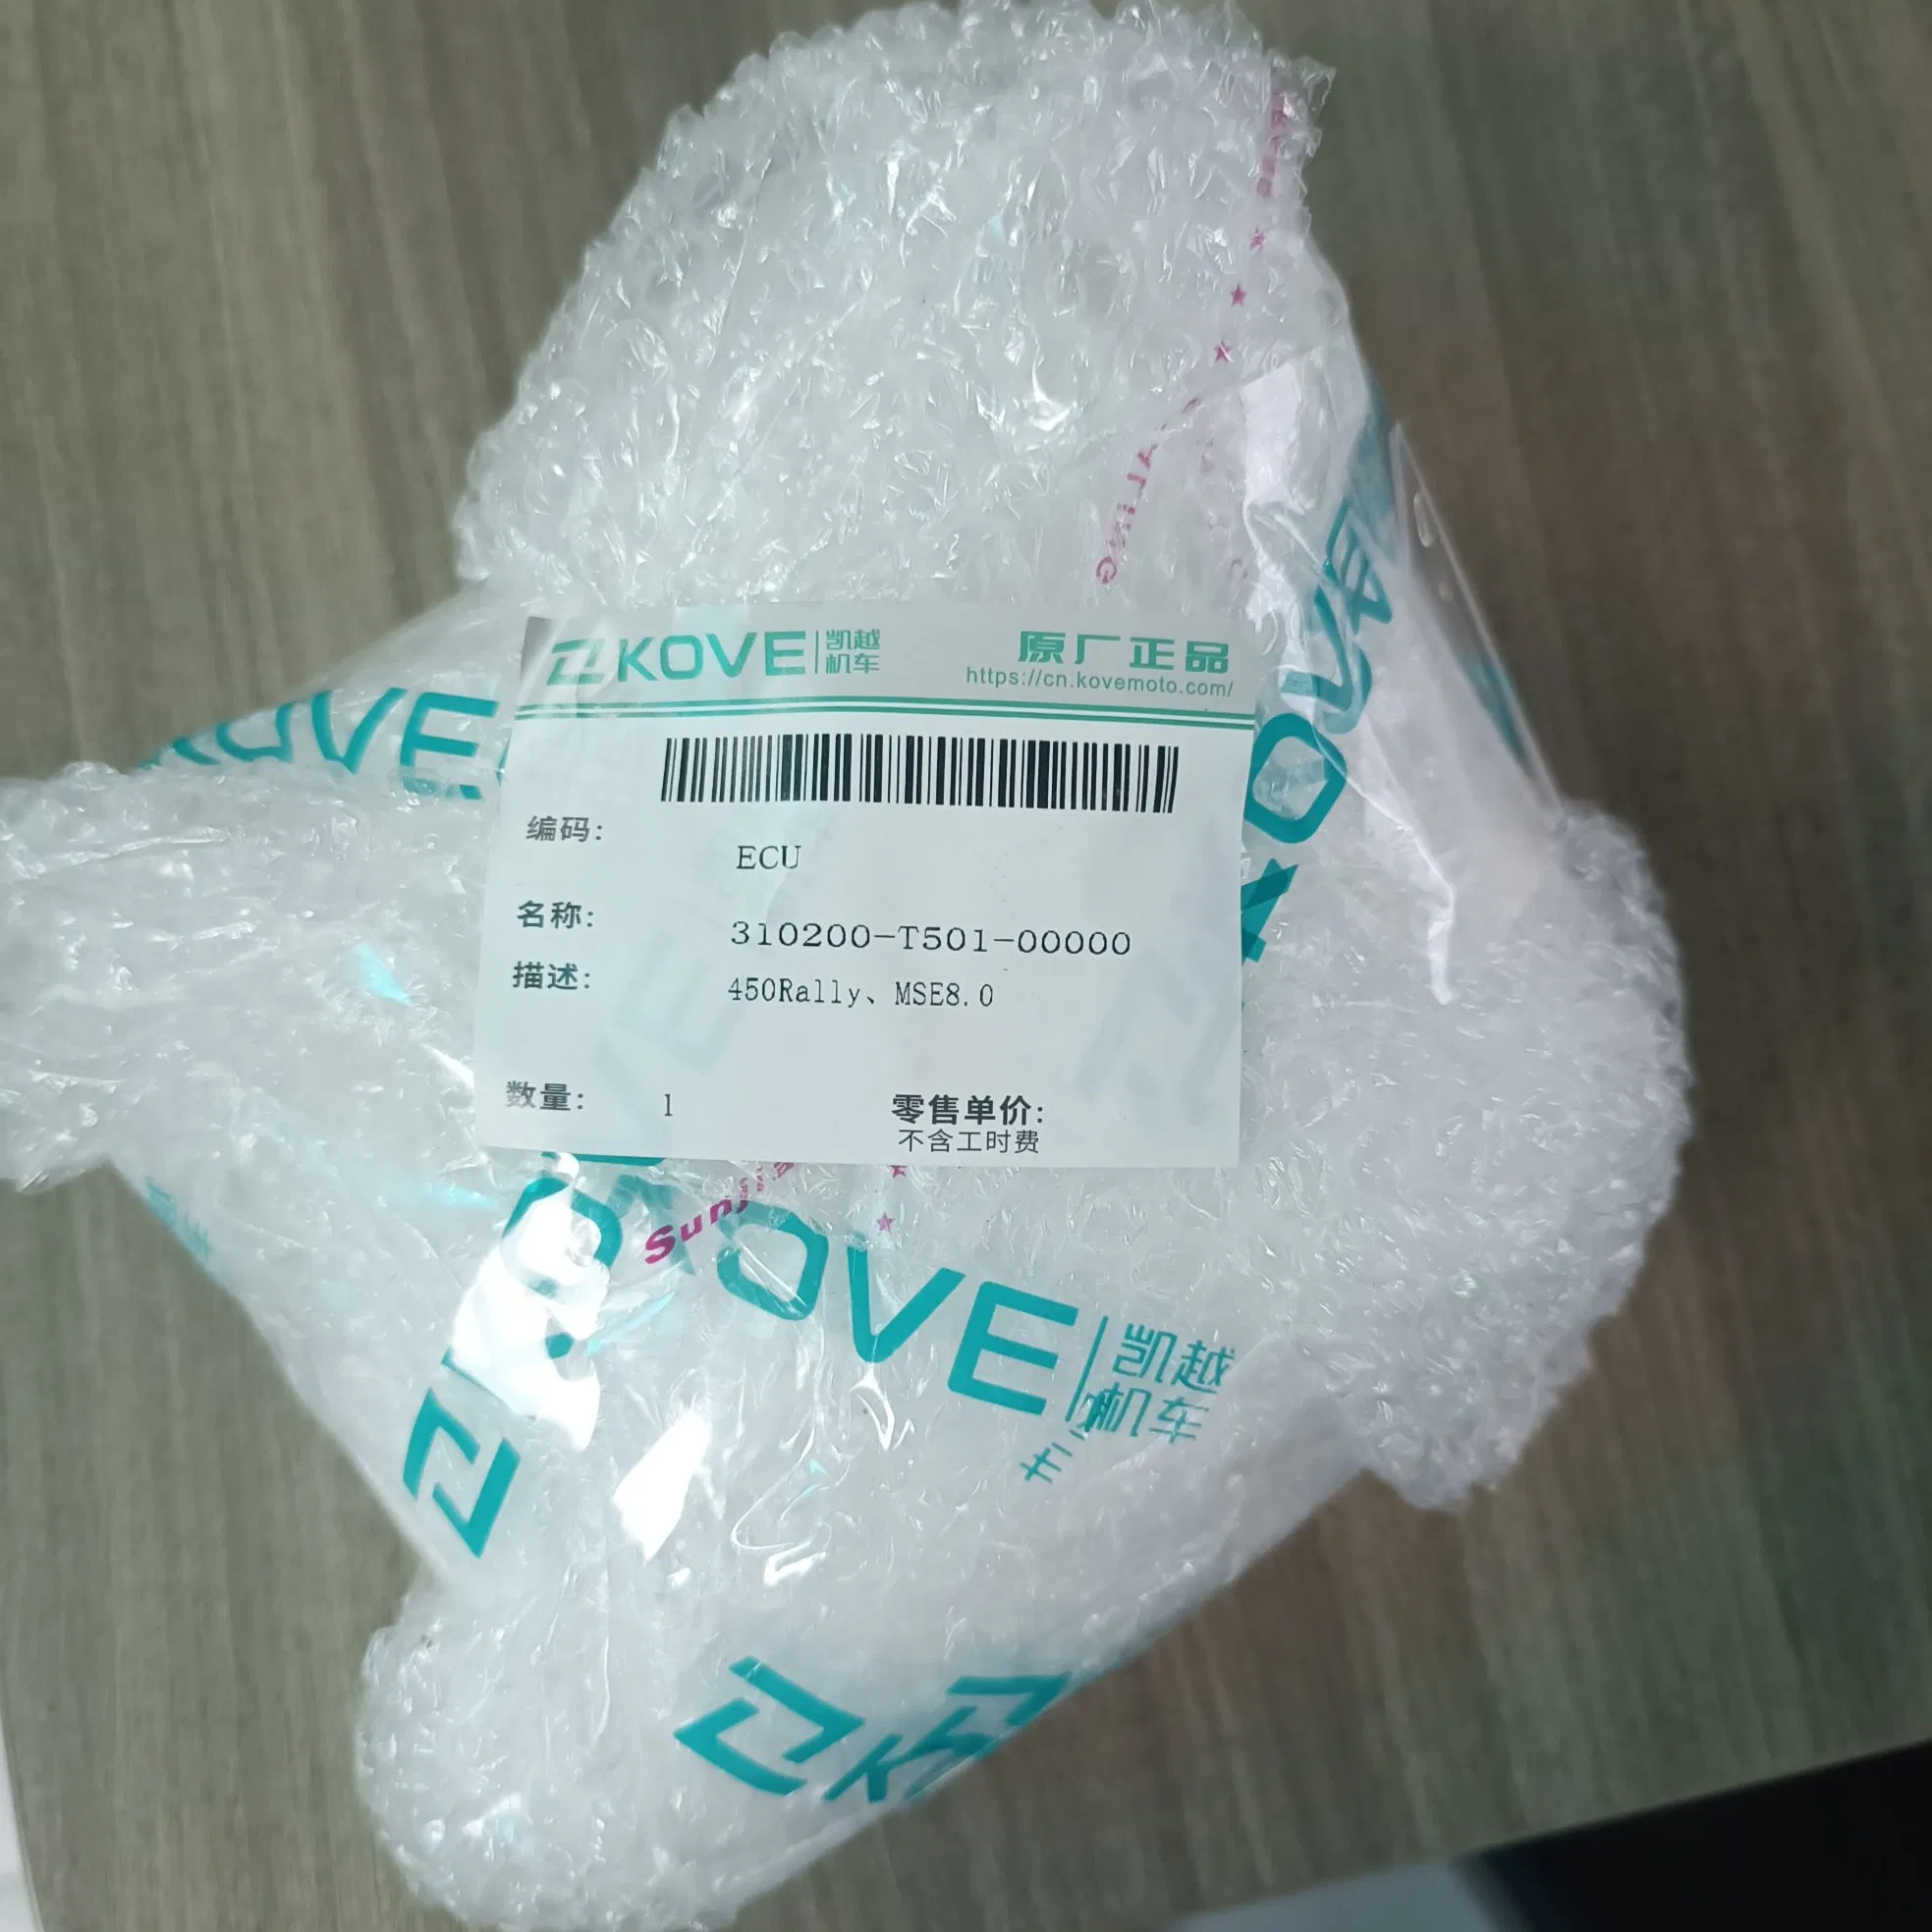 KOVE 凯越机车
原厂正品
https://cn.kovemoto.com/
编码:
ECU
名称:
310200-T501-00000
描述:
450Rally、MSE8.0
数量: 1
零售单价:
不含工时费
KOVE
KOVE
OVE 凯越机车
K